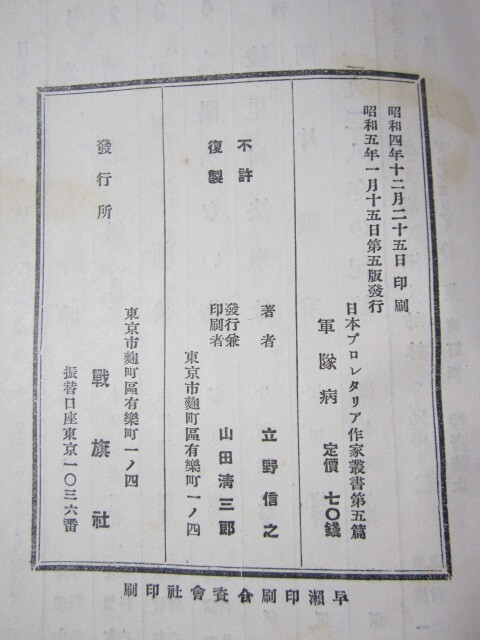 昭和四年十二月二十五日印刷
昭和五年一月十五日第五版發行
日本プロレタリア作家叢書第五篇
軍隊病 定價七〇錢
著者 立野信之
發行兼印刷者 山田清三郎
東京市麴町區有樂町一ノ四
不許
復製
東京市麴町區有樂町一ノ四
發行所 戰旗社
振替口座東京一〇三六番
早瀨印刷合資會社印刷